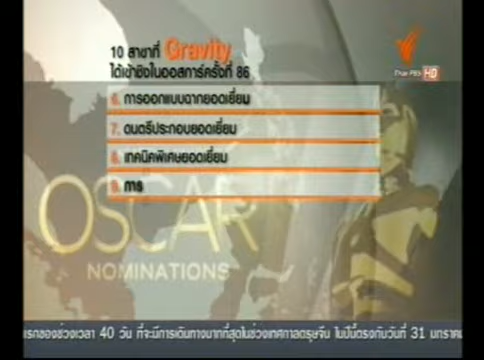 10 สาขาที่ Gravity
ได้เข้าชิงในออสการ์ครั้งที่ 86
Thai PBS HD
6. การออกแบบฉากยอดเยี่ยม
7. ดนตรีประกอบยอดเยี่ยม
8. เทคนิคพิเศษยอดเยี่ยม
9. การ
OSCAR
NOMINATIONS
แรกของช่วงเวลา 40 วัน ที่จะมีการเดินทางมากที่สุดในช่วงเทศกาลตรุษจีน ในปีนี้ตรงกับวันที่ 31 มกราคม